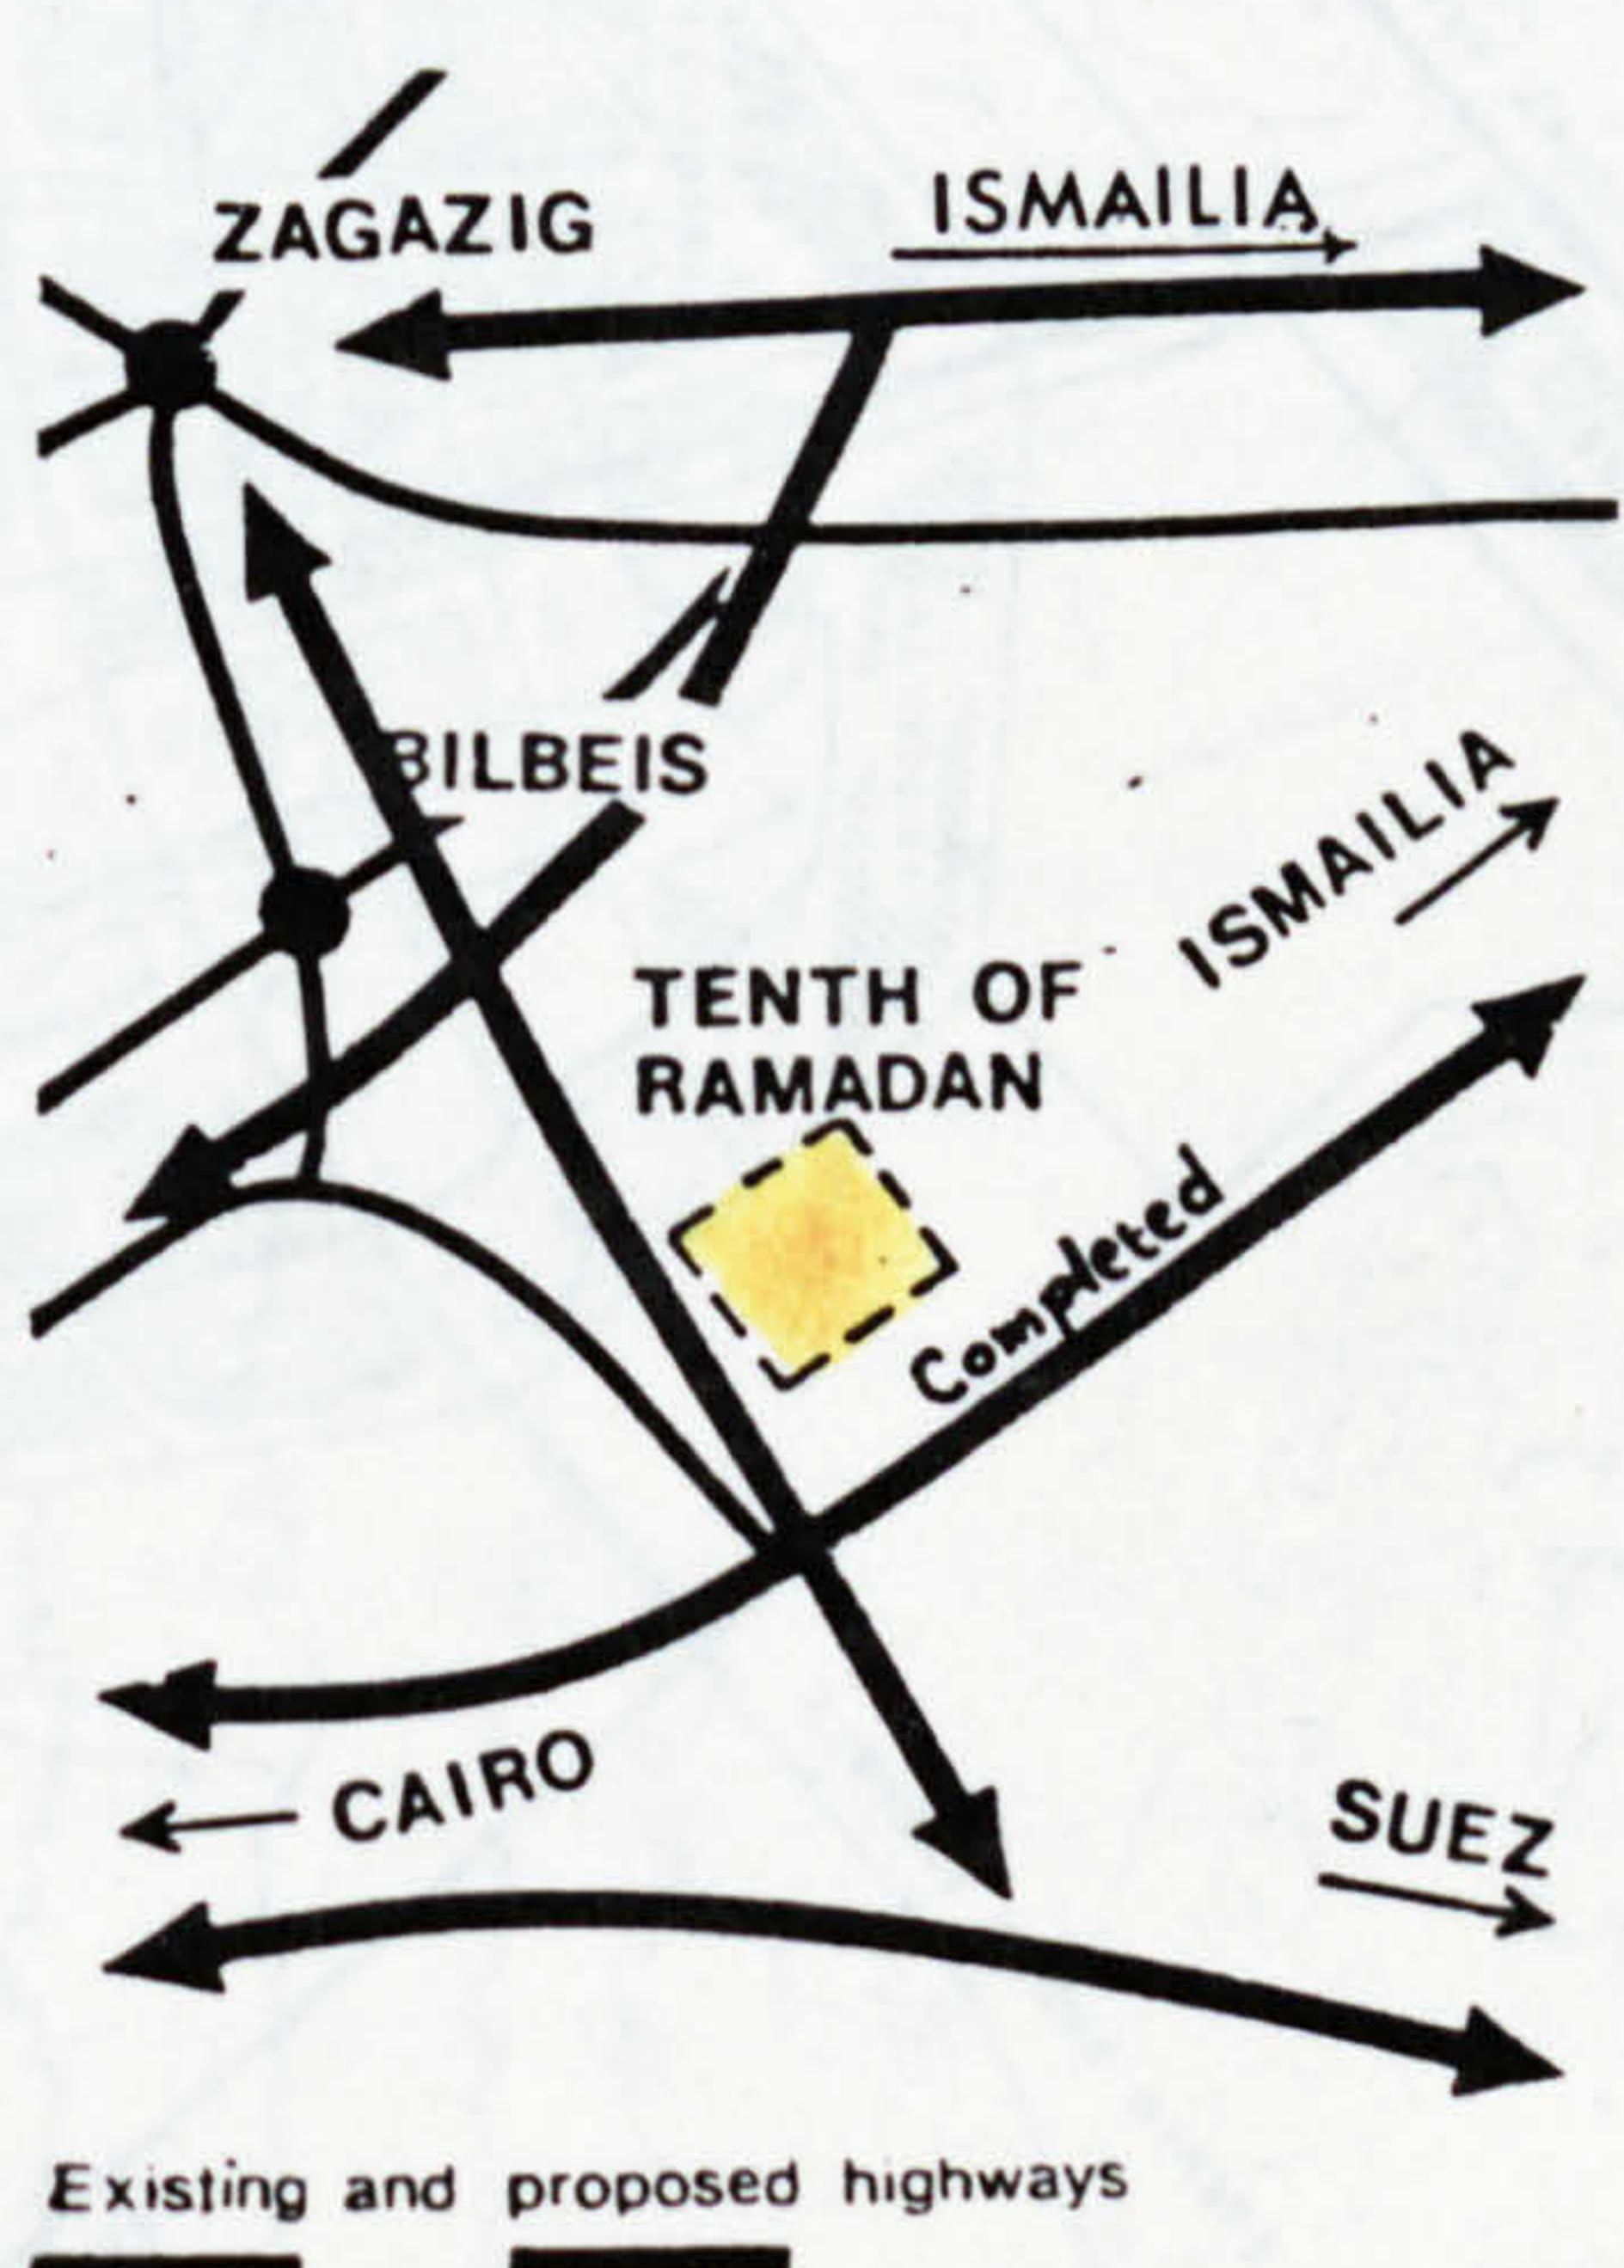 ZAGAZIG
ISMAILIA
BILBEIS
ISMAILIA
TENTH OF
RAMADAN
Completed
CAIRO
SUEZ
Existing and proposed highways